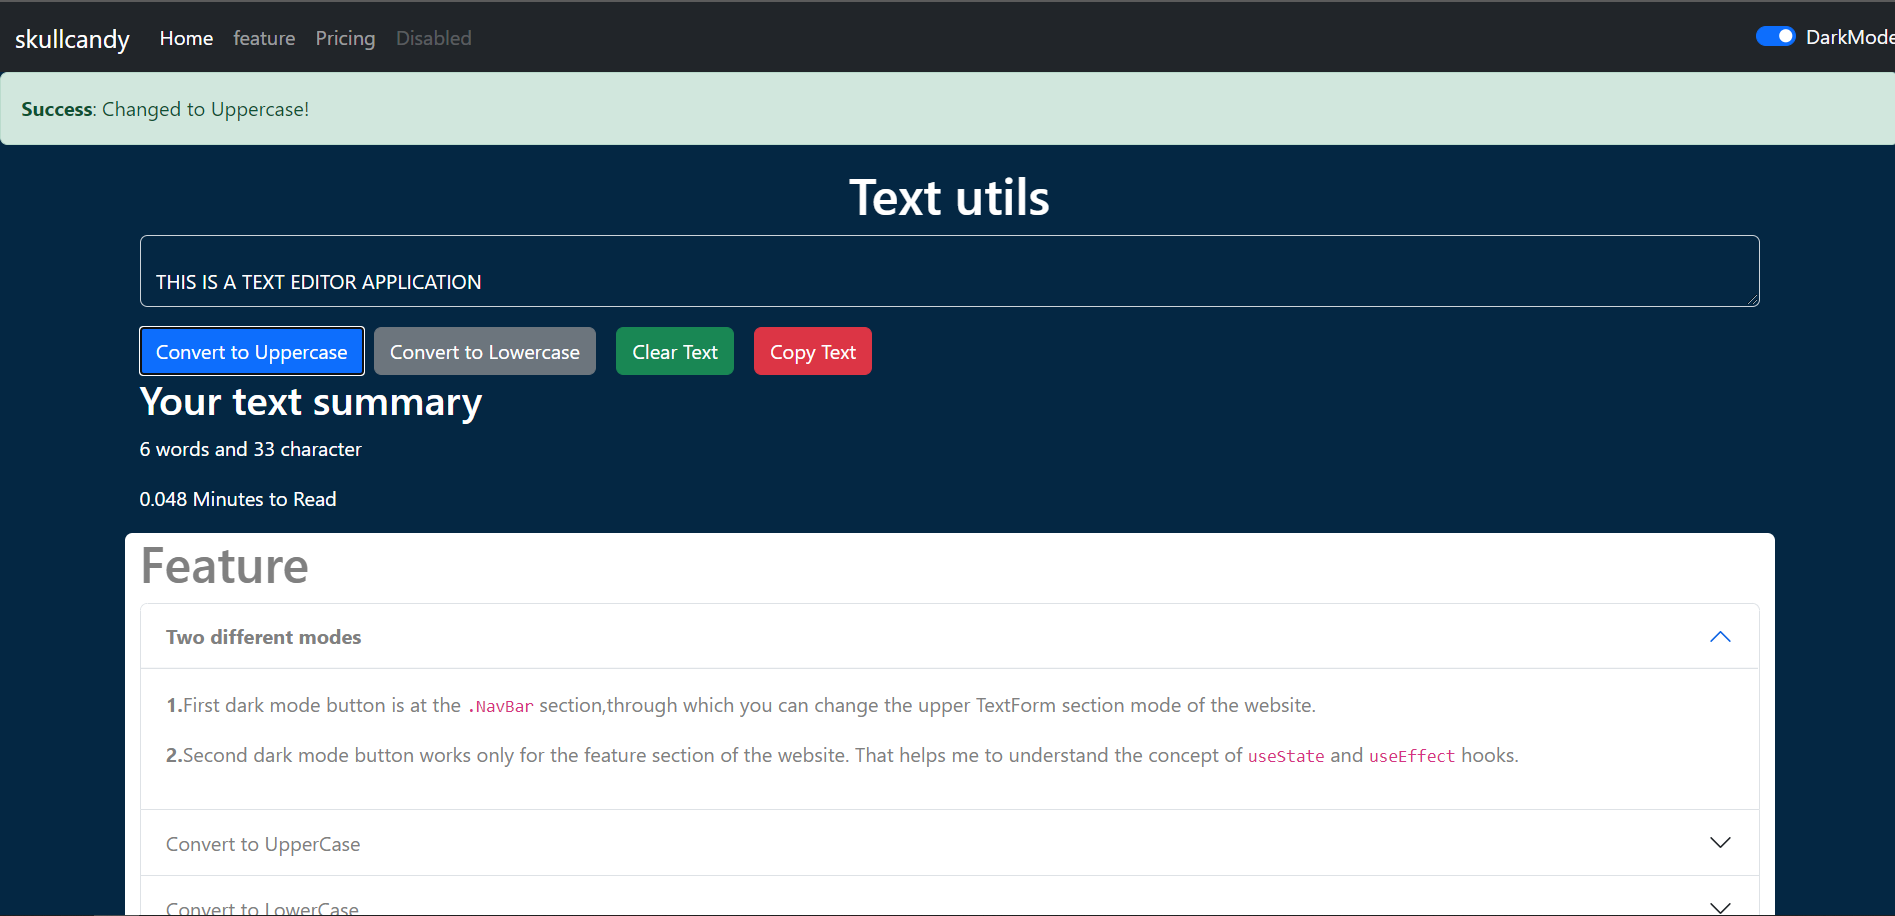 skullcandy Home feature Pricing Disabled DarkMode
Success: Changed to Uppercase!
Text utils
THIS IS A TEXT EDITOR APPLICATION
Convert to Uppercase Convert to Lowercase Clear Text Copy Text
Your text summary
6 words and 33 character
0.048 Minutes to Read
Feature
Two different modes
1.First dark mode button is at the .NavBar section,through which you can change the upper TextForm section mode of the website.
2.Second dark mode button works only for the feature section of the website. That helps me to understand the concept of useState and useEffect hooks.
Convert to UpperCase
Convert to LowerCase